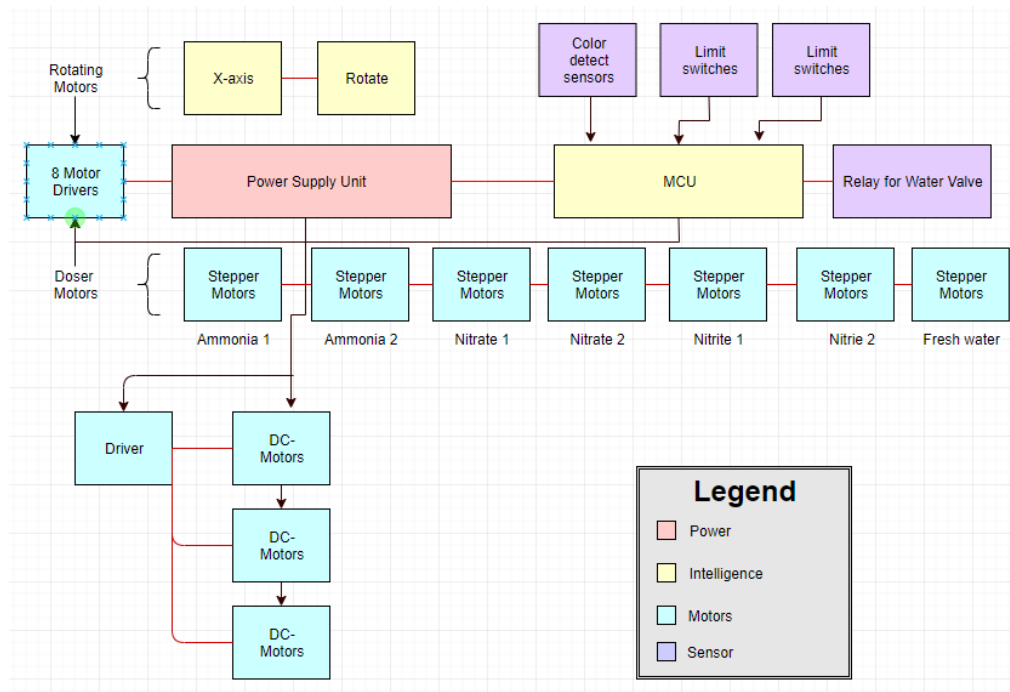 Rotating
Motors
X-axis
Rotate
Color
detect
sensors
Limit
switches
Limit
switches
8 Motor
Drivers
Power Supply Unit
MCU
Relay for Water Valve
Doser
Motors
Stepper
Motors
Stepper
Motors
Stepper
Motors
Stepper
Motors
Stepper
Motors
Stepper
Motors
Stepper
Motors
Ammonia 1
Ammonia 2
Nitrate 1
Nitrate 2
Nitrite 1
Nitrie 2
Fresh water
Driver
DC-
Motors
DC-
Motors
DC-
Motors
Legend
Power
Intelligence
Motors
Sensor